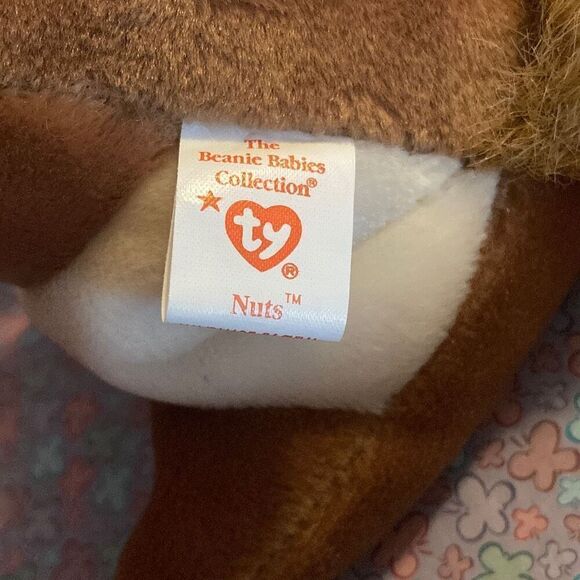 The
Beanie Babies
Collection®
ty®
Nuts™